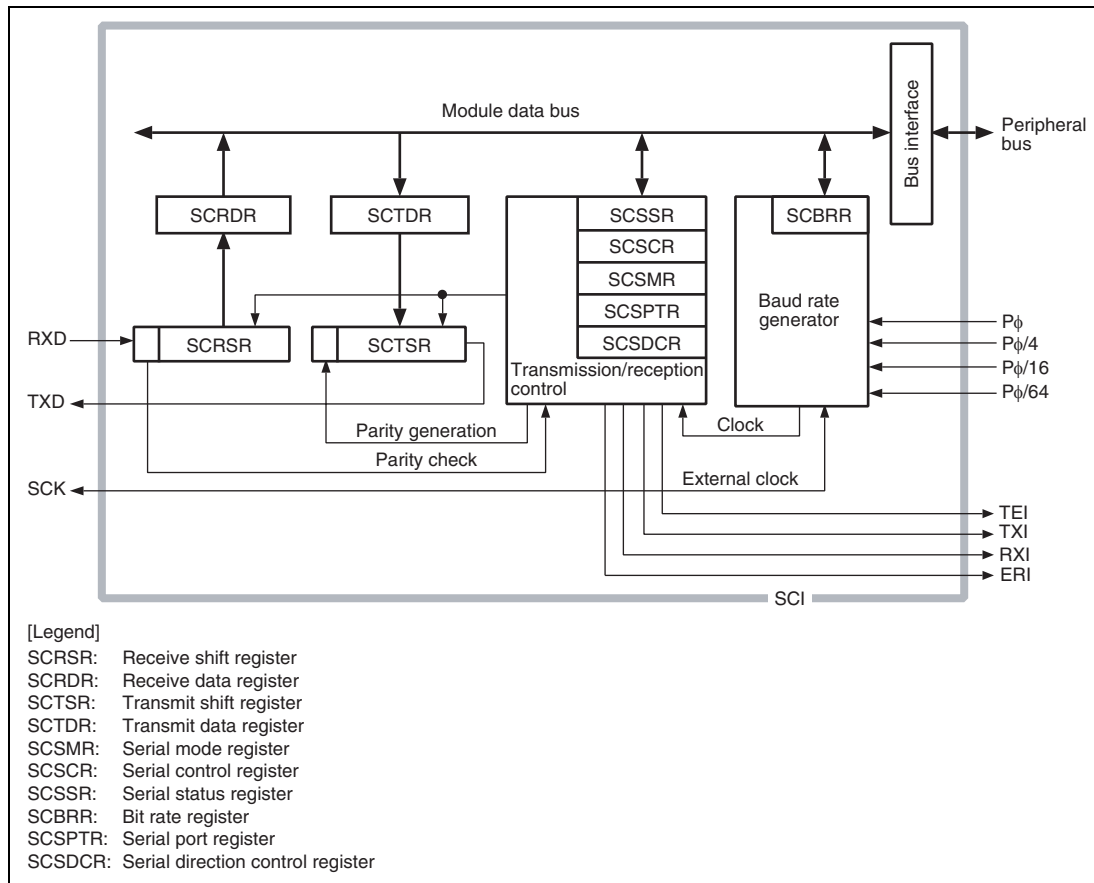 Module data bus
Bus interface
Peripheral
bus
SCRDR
SCTDR
SCSSR
SCSCR
SCSMR
SCSPTR
SCSDCR
Transmission/reception
control
SCBRR
Baud rate
generator
RXD
SCRSR
SCTSR
TXD
Parity generation
Parity check
SCK
Clock
External clock
Pφ
Pφ/4
Pφ/16
Pφ/64
TEI
TXI
RXI
ERI
SCI
[Legend]
SCRSR: Receive shift register
SCRDR: Receive data register
SCTSR: Transmit shift register
SCTDR: Transmit data register
SCSMR: Serial mode register
SCSCR: Serial control register
SCSSR: Serial status register
SCBRR: Bit rate register
SCSPTR: Serial port register
SCSDCR: Serial direction control register